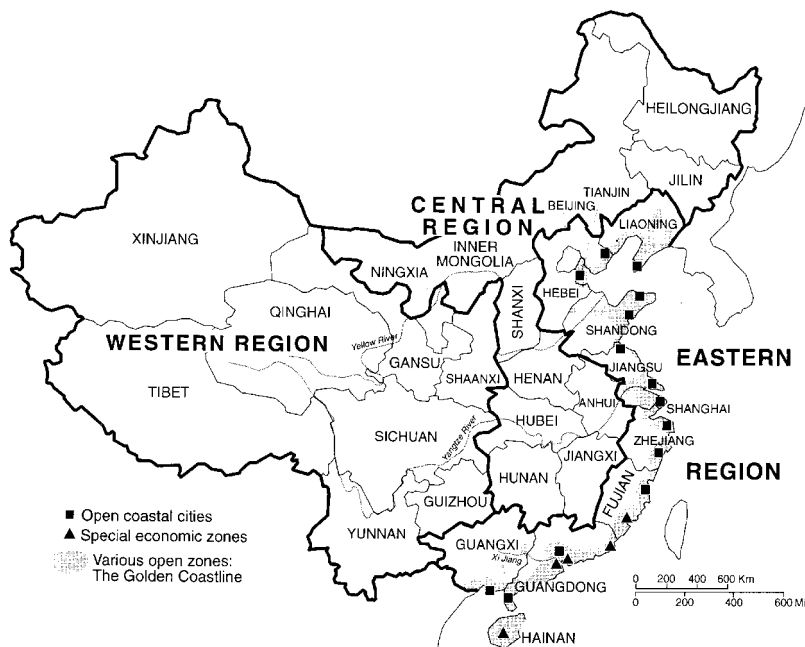 HEILONGJIANG
JILIN
TIANJIN
BEIJING
LIAONING
CENTRAL
REGION
XINJIANG
INNER
MONGOLIA
NINGXIA
HEBEI
SHANXI
QINGHAI
SHANDONG
Yellow River
WESTERN REGION
GANSU
EASTERN
JIANGSU
TIBET
SHAANXI
HENAN
ANHUI
SHANGHAI
HUBEI
SICHUAN
Yangtze River
ZHEJIANG
JIANGXI
REGION
HUNAN
GUIZHOU
FUJIAN
Open coastal cities
Special economic zones
YUNNAN
GUANGXI
Xi Jiang
Various open zones:
The Golden Coastline
GUANGDONG
0 200 400 600 Km
0 200 400 600 Mi
HAINAN